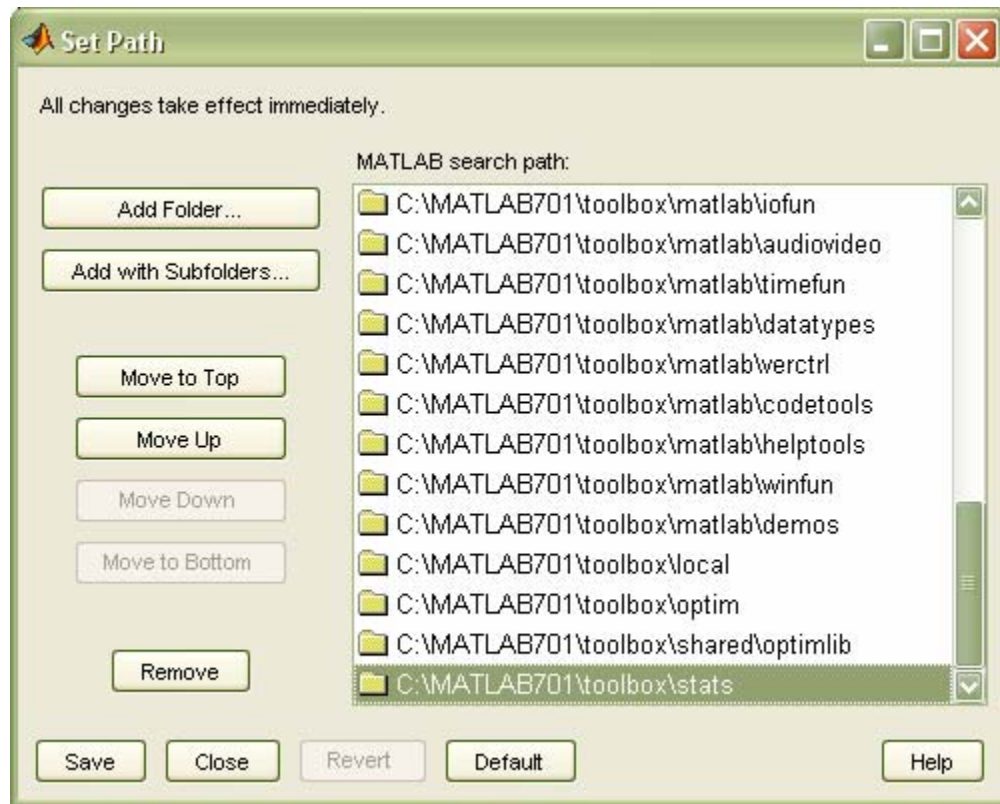 Set Path
All changes take effect immediately.
MATLAB search path:
Add Folder...
Add with Subfolders...
Move to Top
Move Up
Move Down
Move to Bottom
Remove
C:\MATLAB701\toolbox\matlab\iofun
C:\MATLAB701\toolbox\matlab\audiovideo
C:\MATLAB701\toolbox\matlab\timefun
C:\MATLAB701\toolbox\matlab\datatypes
C:\MATLAB701\toolbox\matlab\verctrl
C:\MATLAB701\toolbox\matlab\codetools
C:\MATLAB701\toolbox\matlab\helptools
C:\MATLAB701\toolbox\matlab\winfun
C:\MATLAB701\toolbox\matlab\demos
C:\MATLAB701\toolbox\local
C:\MATLAB701\toolbox\optim
C:\MATLAB701\toolbox\shared\optimlib
C:\MATLAB701\toolbox\stats
Save
Close
Revert
Default
Help